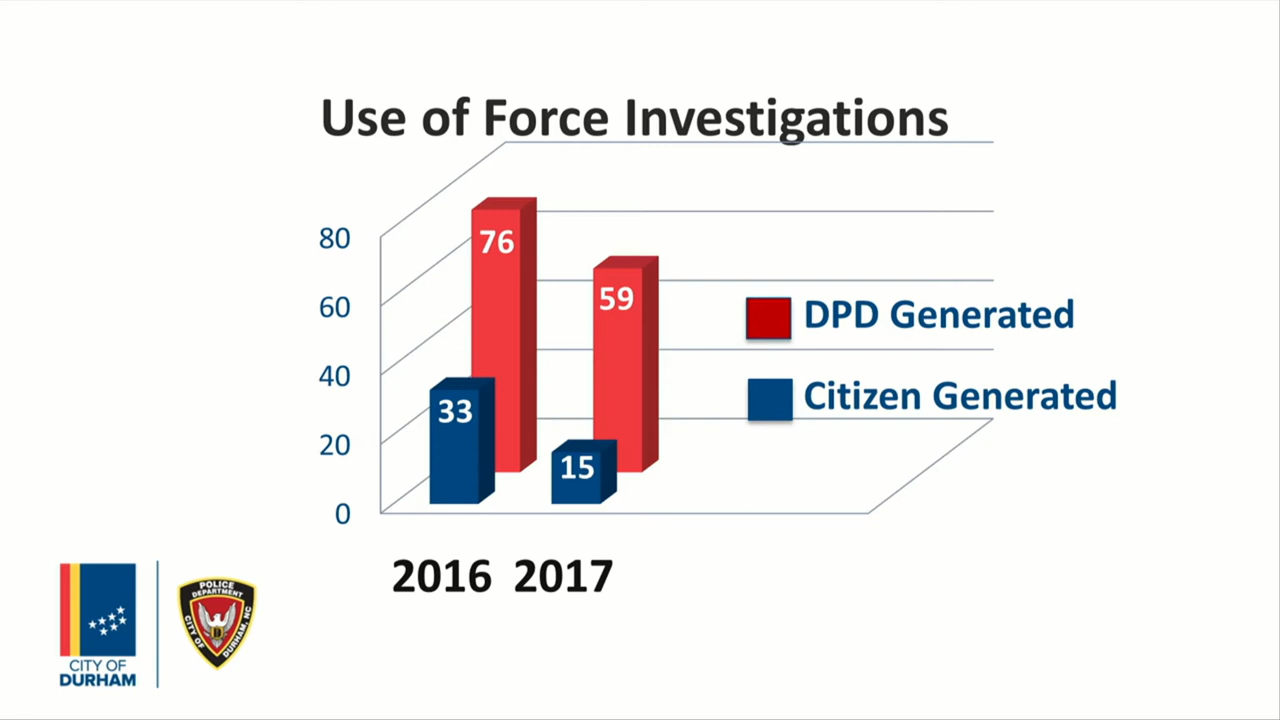 Use of Force Investigations
80
60
40
20
0
76
59
33
15
DPD Generated
Citizen Generated
2016 2017
CITY OF
DURHAM
POLICE
DEPARTMENT
CITY OF
DURHAM, NC